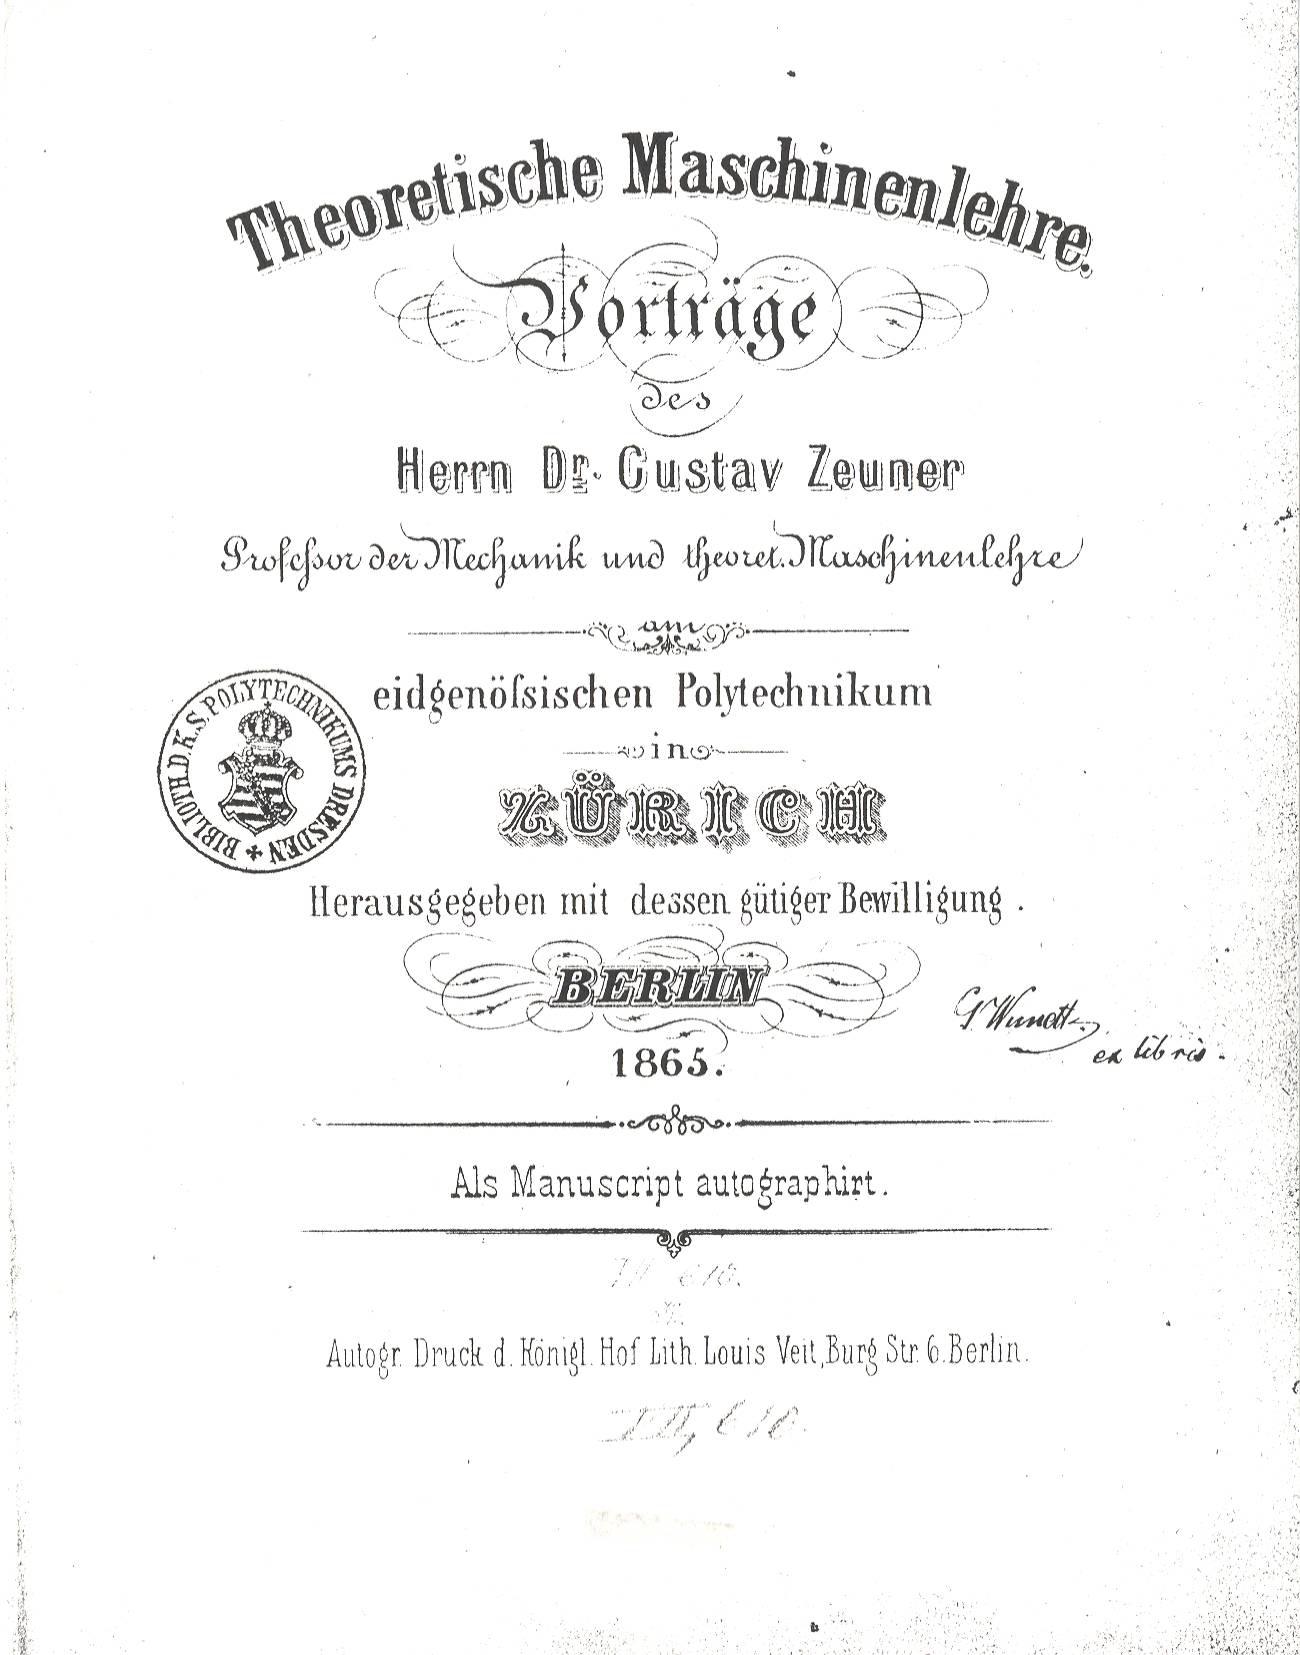 Theoretische Maschinenlehre.
Vorträge
des
Herrn Dr. Gustav Zeuner
Profeſsor der Mechanik und theoret. Maschinenlehre
am
eidgenöſsischen Polytechnikum
in
ZÜRICH
BIBLIOTH. D. K. S. POLYTECHNIKUMS DRESDEN
Herausgegeben mit dessen gütiger Bewilligung.
BERLIN
G Wundt
ex libris.
1865.
Als Manuscript autographirt.
Autogr. Druck d. Königl. Hof Lith. Louis Veit, Burg Str. 6. Berlin.
610.